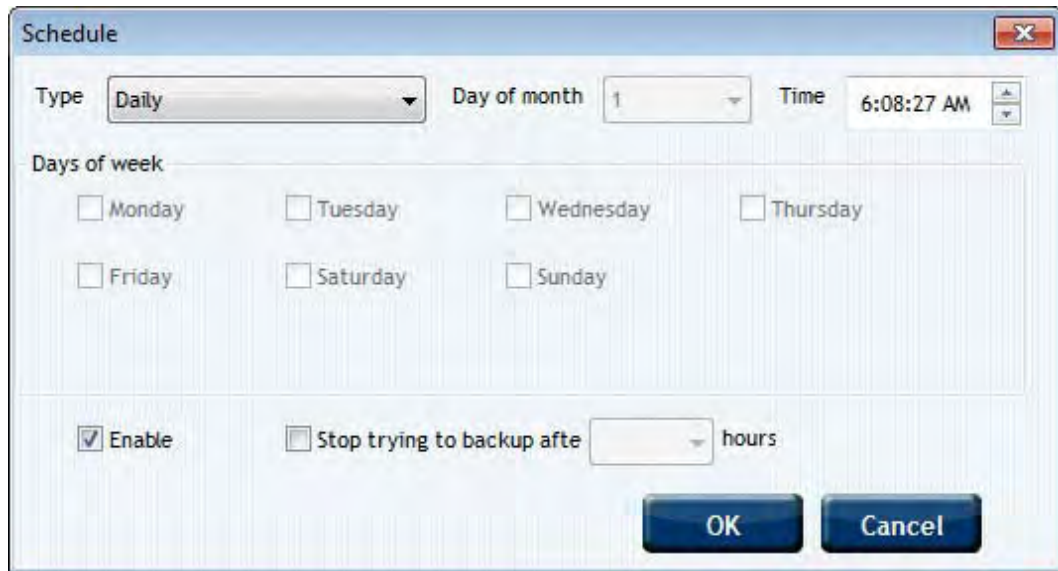 Schedule
Type Daily Day of month 1 Time 6:08:27 AM
Days of week
Monday Tuesday Wednesday Thursday
Friday Saturday Sunday
Enable Stop trying to backup afte hours
OK Cancel